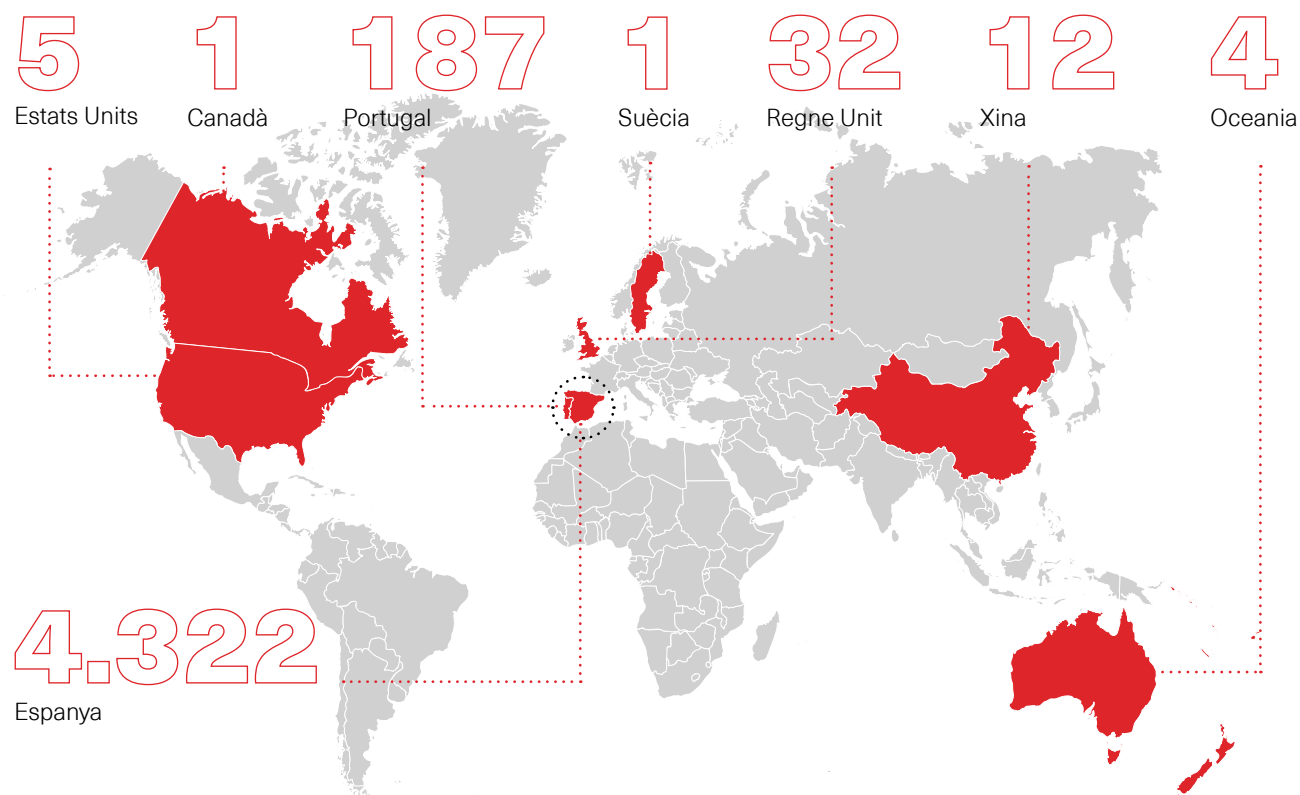 5 1 187 1 32 12 4
Estats Units Canadà Portugal Suècia Regne Unit Xina Oceania
4.322
Espanya